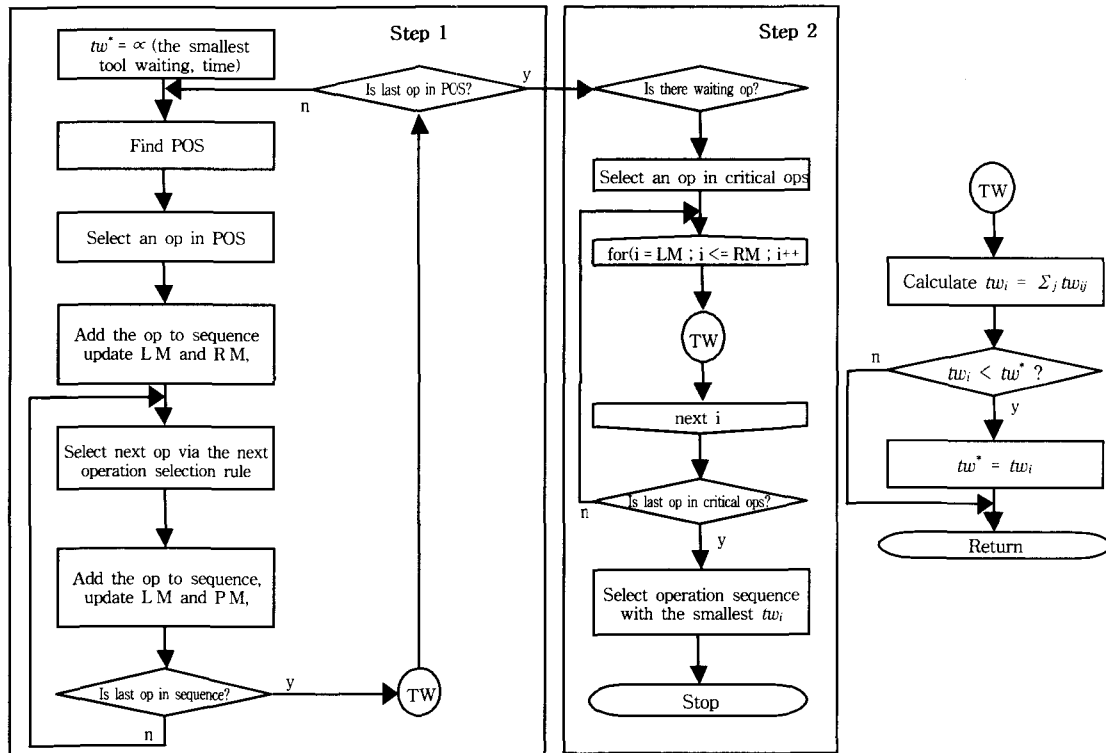 Step 1
tw* = ∝ (the smallest
tool waiting, time)
Is last op in POS?
y
n
Find POS
Select an op in POS
Add the op to sequence
update LM and RM,
Select next op via the next
operation selection rule
Add the op to sequence,
update LM and PM,
Is last op in sequence?
y
n
TW
Step 2
Is there waiting op?
Select an op in critical ops
for(i = LM ; i <= RM ; i++
TW
next i
Is last op in critical ops?
n
y
Select operation sequence
with the smallest twᵢ
Stop
TW
Calculate twᵢ = Σⱼ twᵢⱼ
n
twᵢ < tw* ?
y
tw* = twᵢ
Return